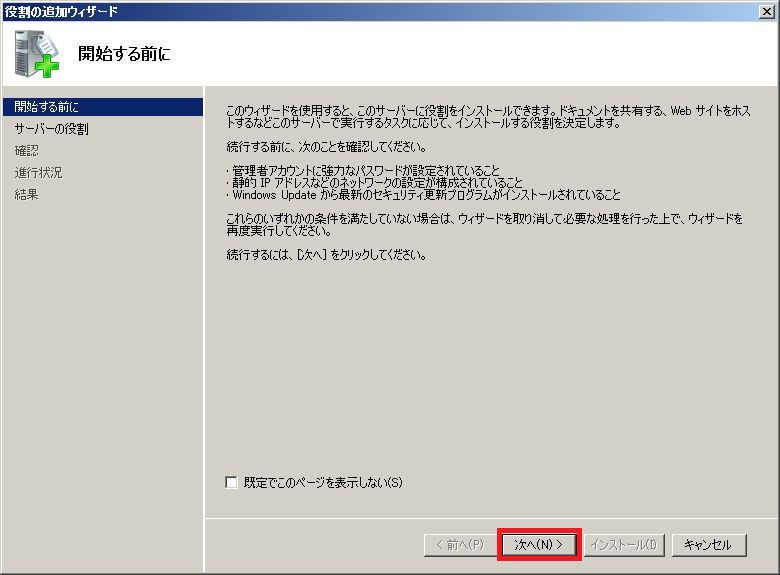 役割の追加ウィザード
開始する前に
開始する前に
サーバーの役割
確認
進行状況
結果
このウィザードを使用すると、このサーバーに役割をインストールできます。ドキュメントを共有する、Web サイトをホス
トするなどこのサーバーで実行するタスクに応じて、インストールする役割を決定します。
続行する前に、次のことを確認してください。
・管理者アカウントに強力なパスワードが設定されていること
・静的 IP アドレスなどのネットワークの設定が構成されていること
・Windows Update から最新のセキュリティ更新プログラムがインストールされていること
これらのいずれかの条件を満たしていない場合は、ウィザードを取り消して必要な処理を行った上で、ウィザードを
再度実行してください。
続行するには、[次へ] をクリックしてください。
既定でこのページを表示しない(S)
< 前へ(P) 次へ(N) > インストール(I) キャンセル